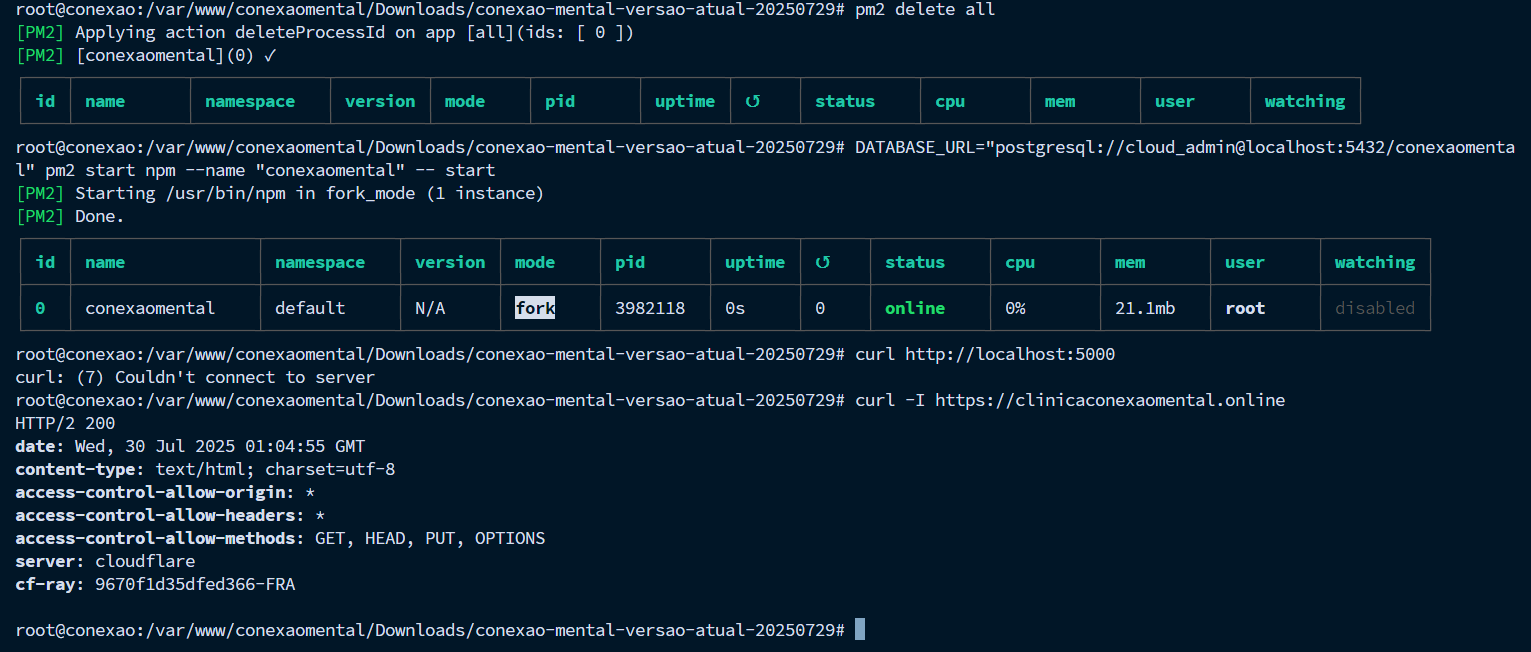 root@conexao:/var/www/conexaomental/Downloads/conexao-mental-versao-atual-20250729# pm2 delete all
[PM2] Applying action deleteProcessId on app [all](ids: [ 0 ])
[PM2] [conexaomental](0) ✓
id name namespace version mode pid uptime ↺ status cpu mem user watching
root@conexao:/var/www/conexaomental/Downloads/conexao-mental-versao-atual-20250729# DATABASE_URL="postgresql://cloud_admin@localhost:5432/conexaomenta
l" pm2 start npm --name "conexaomental" -- start
[PM2] Starting /usr/bin/npm in fork_mode (1 instance)
[PM2] Done.
id name namespace version mode pid uptime ↺ status cpu mem user watching
0 conexaomental default N/A fork 3982118 0s 0 online 0% 21.1mb root disabled
root@conexao:/var/www/conexaomental/Downloads/conexao-mental-versao-atual-20250729# curl http://localhost:5000
curl: (7) Couldn't connect to server
root@conexao:/var/www/conexaomental/Downloads/conexao-mental-versao-atual-20250729# curl -I https://clinicaconexaomental.online
HTTP/2 200
date: Wed, 30 Jul 2025 01:04:55 GMT
content-type: text/html; charset=utf-8
access-control-allow-origin: *
access-control-allow-headers: *
access-control-allow-methods: GET, HEAD, PUT, OPTIONS
server: cloudflare
cf-ray: 9670f1d35dfed366-FRA
root@conexao:/var/www/conexaomental/Downloads/conexao-mental-versao-atual-20250729#